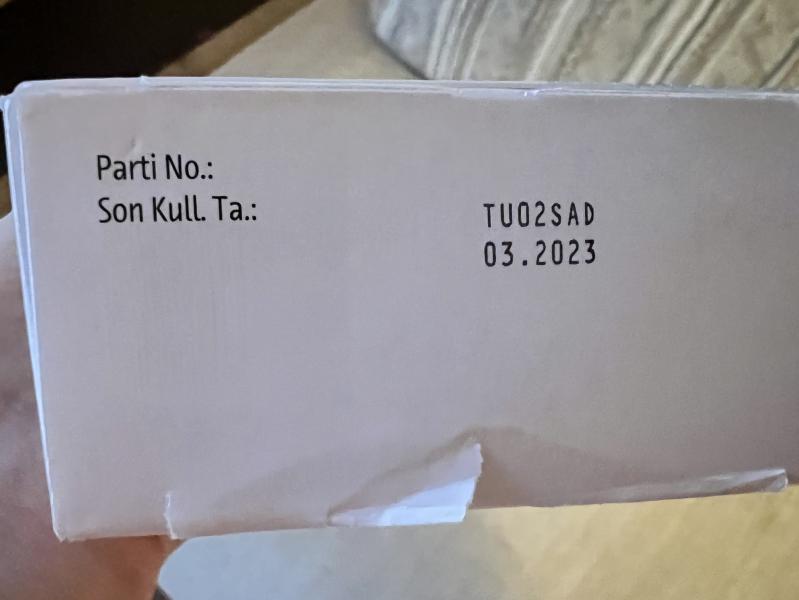 Parti No.:
Son Kull. Ta.:
TU02SAD
03.2023